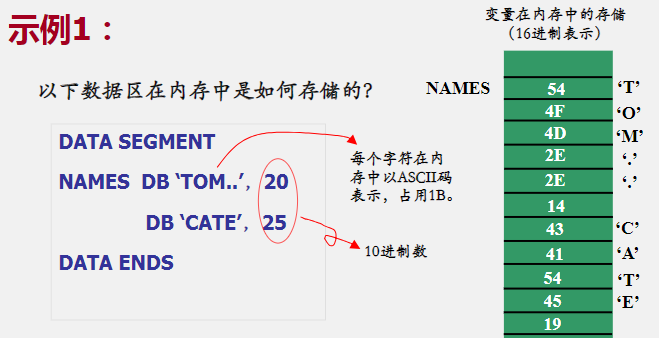 示例1：
以下数据区在内存中是如何存储的?
DATA SEGMENT
NAMES DB ‘TOM..’, 20
DB ‘CATE’, 25
DATA ENDS
每个字符在内
存中以ASCII码
表示，占用1B。
10进制数
变量在内存中的存储
（16进制表示）
NAMES 54 ‘T’
4F ‘O’
4D ‘M’
2E ‘.’
2E ‘.’
14
43 ‘C’
41 ‘A’
54 ‘T’
45 ‘E’
19